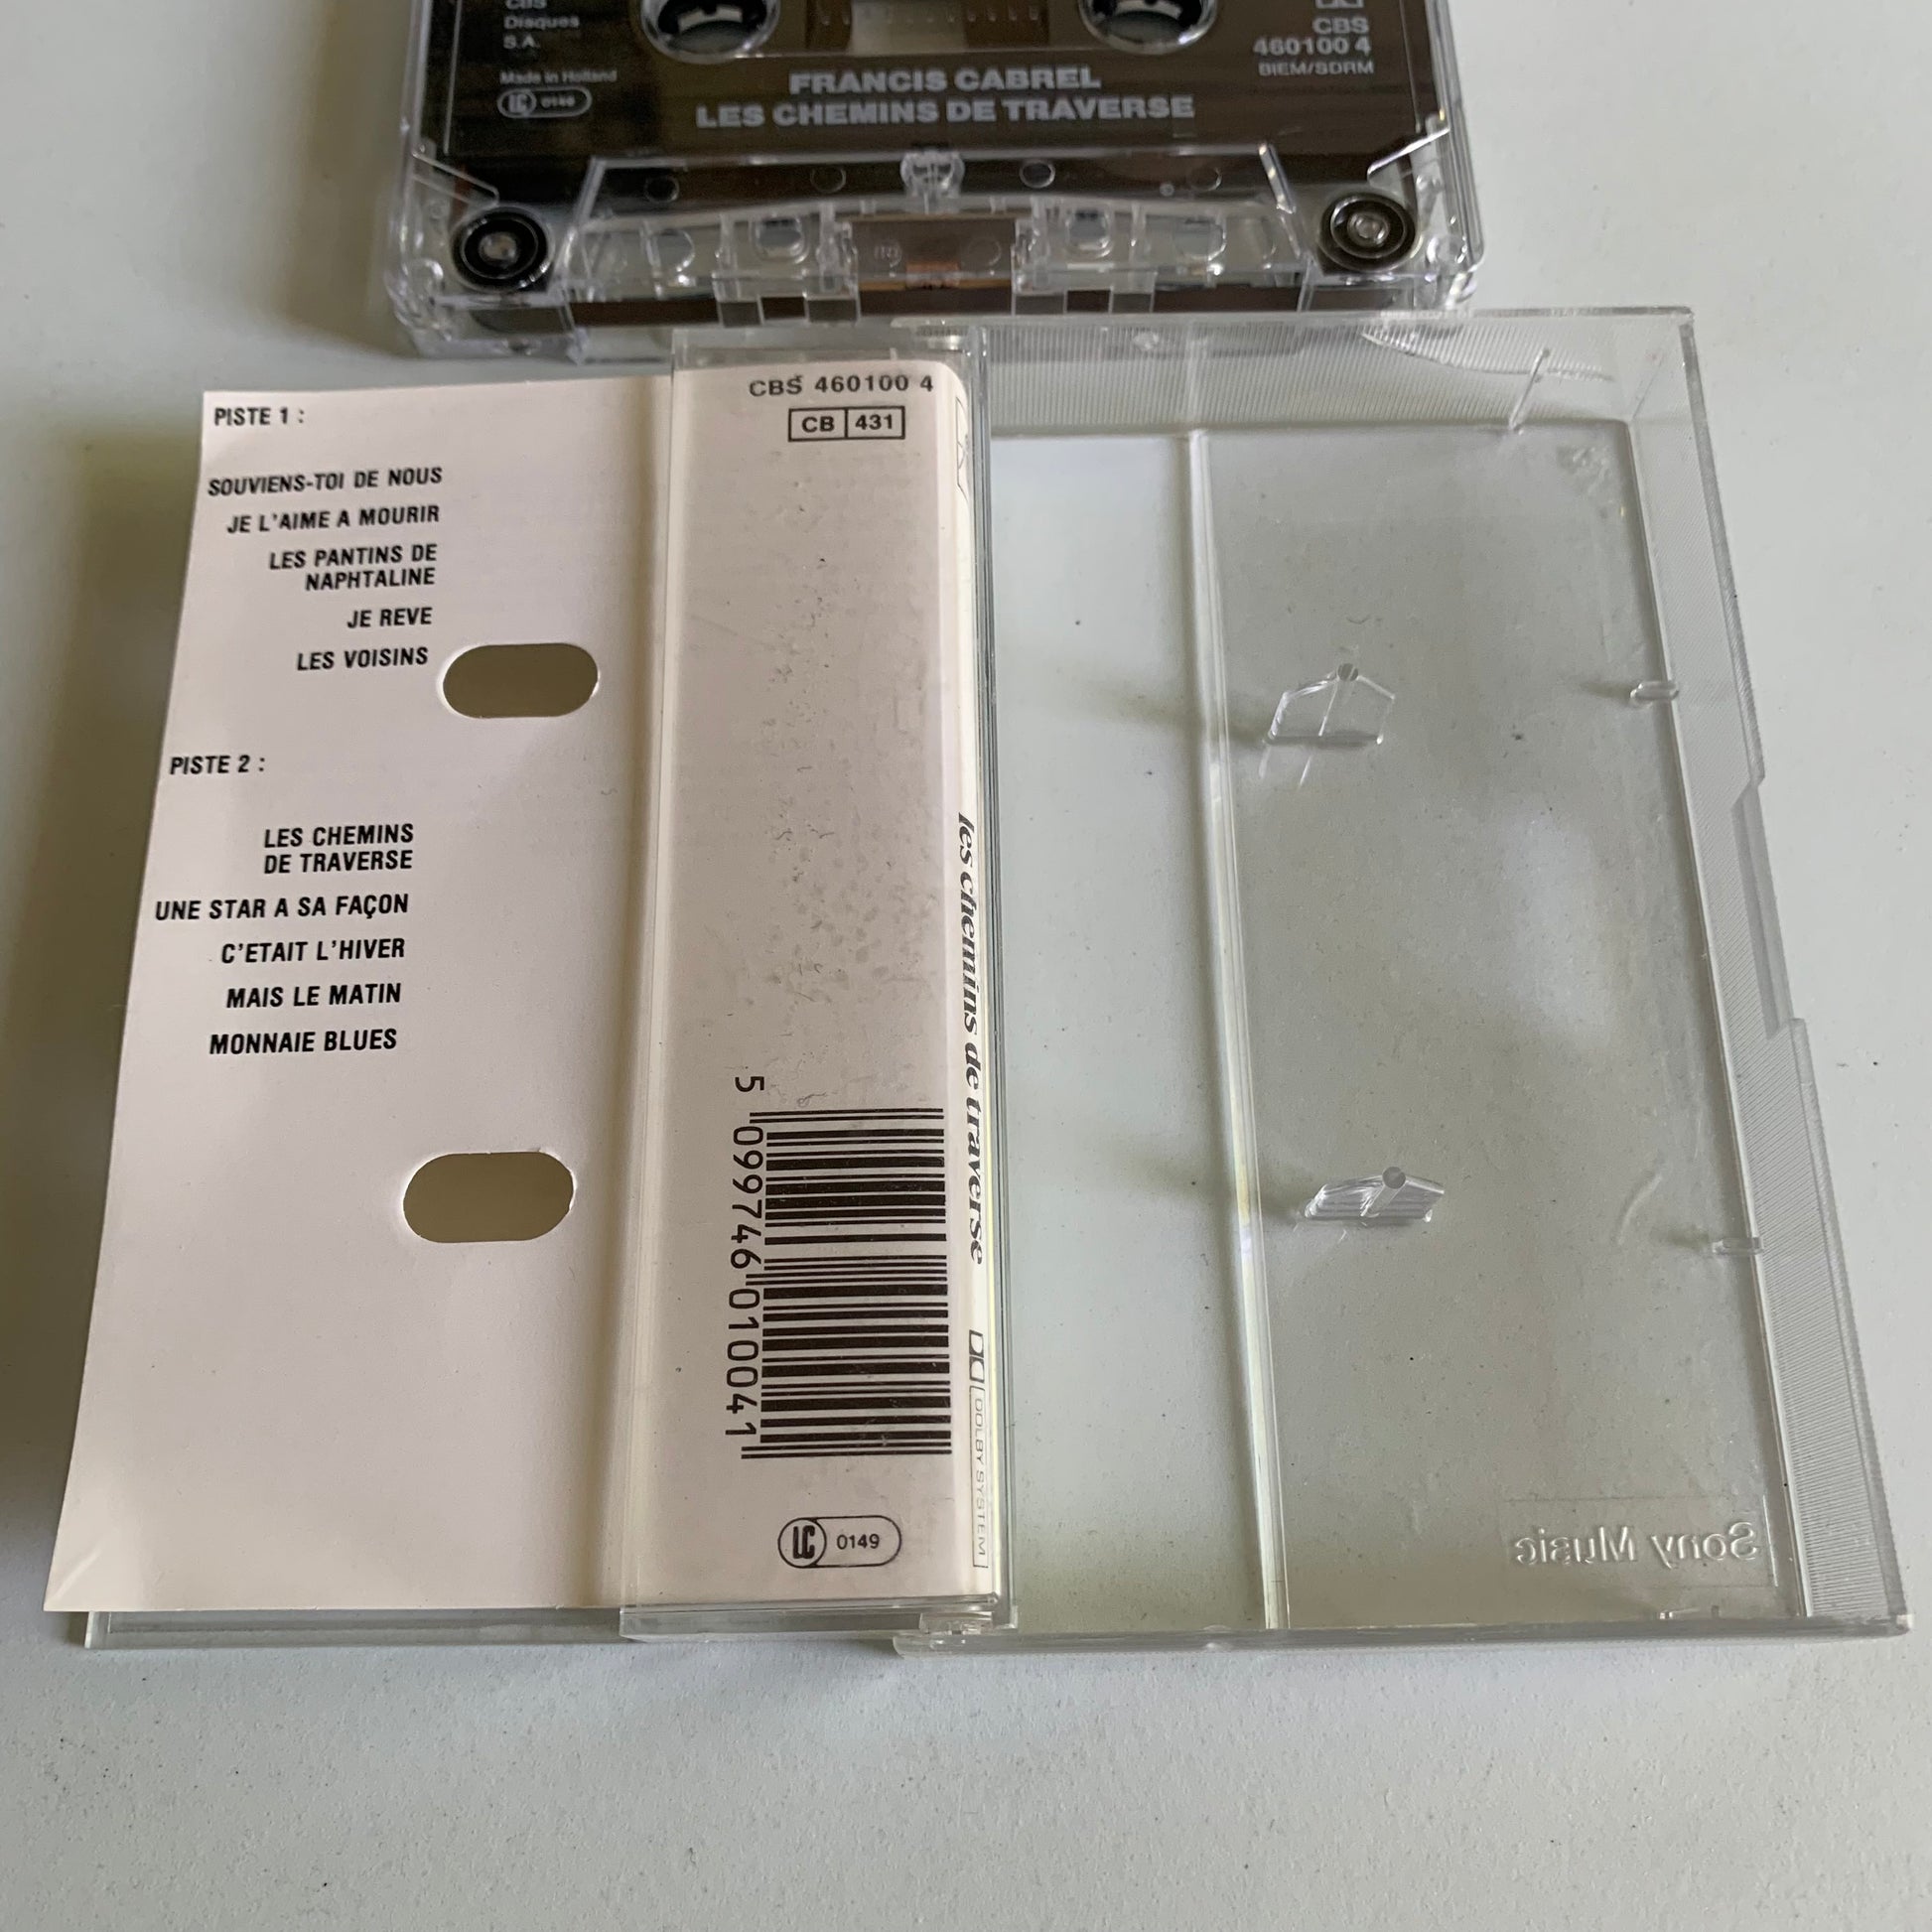 CBS
Disques
S.A.
Made in Holland
LC 0149
CBS
460100 4
BIEM/SDRM
FRANCIS CABREL
LES CHEMINS DE TRAVERSE
PISTE 1 :
SOUVIENS-TOI DE NOUS
JE L'AIME A MOURIR
LES PANTINS DE
NAPHTALINE
JE REVE
LES VOISINS
PISTE 2 :
LES CHEMINS
DE TRAVERSE
UNE STAR A SA FAÇON
C'ETAIT L'HIVER
MAIS LE MATIN
MONNAIE BLUES
CBS 460100 4
CB 431
5 099746 010041
LC 0149
les chemins de traverse
DOLBY SYSTEM
Sony Music